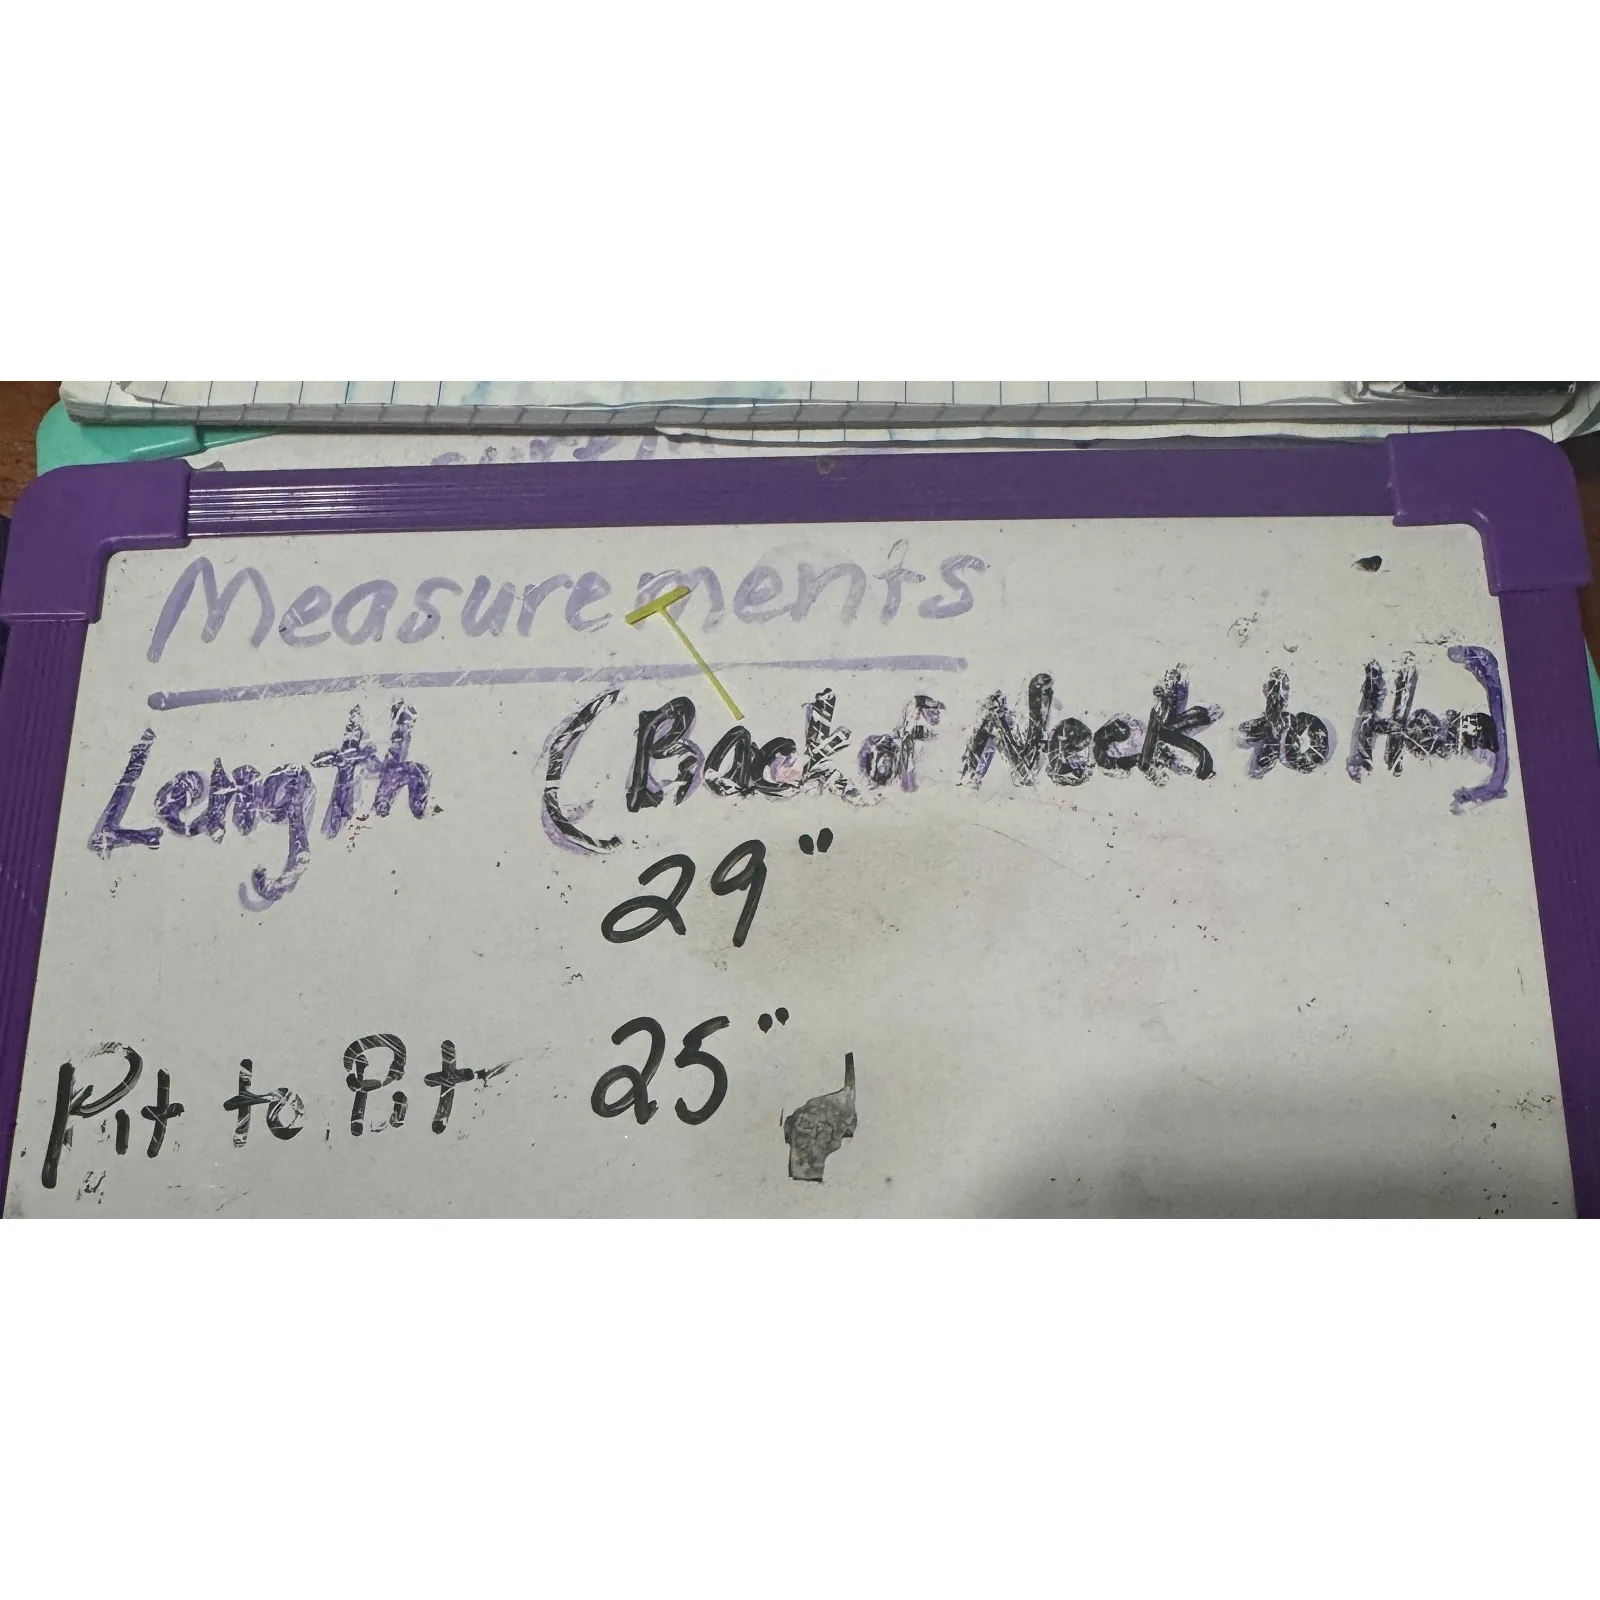 Measurements
Length (Back of Neck to Hem)
29"
Pit to Pit 25"